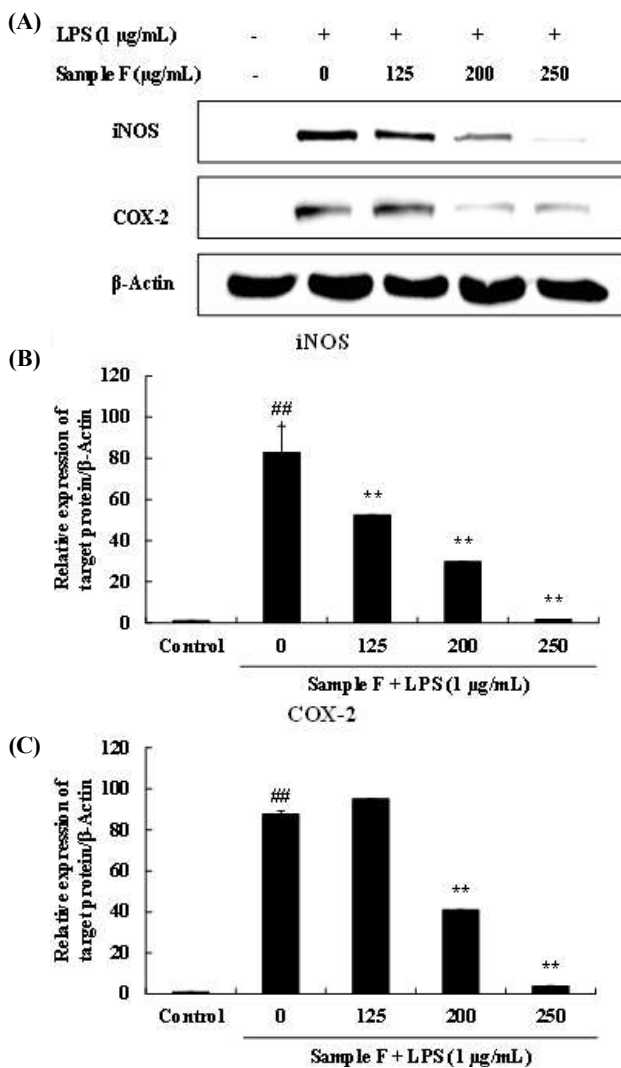 (A)
LPS (1 µg/mL) - + + + +
Sample F (µg/mL) - 0 125 200 250
iNOS
COX-2
β-Actin
iNOS
(B)
Relative expression of
target protein/β-Actin
120
100
80
60
40
20
0
##
**
**
**
Control 0 125 200 250
Sample F + LPS (1 µg/mL)
COX-2
(C)
Relative expression of
target protein/β-Actin
120
100
80
60
40
20
0
##
**
**
Control 0 125 200 250
Sample F + LPS (1 µg/mL)